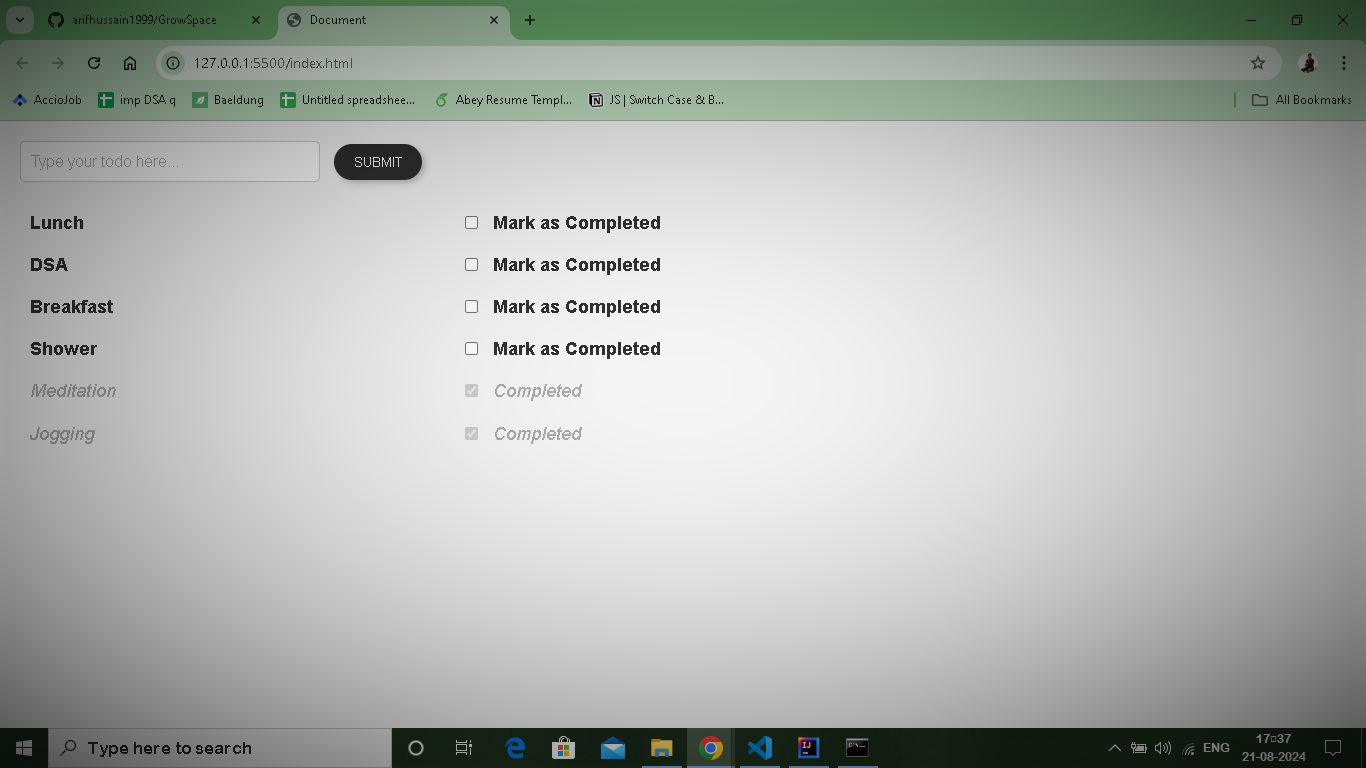 arifhussain1999/GrowSpace
Document
127.0.0.1:5500/index.html
AccioJob
imp DSA q
Baeldung
Untitled spreadshee...
Abey Resume Templ...
JS | Switch Case & B...
All Bookmarks
Type your todo here...
SUBMIT
Lunch
Mark as Completed
DSA
Mark as Completed
Breakfast
Mark as Completed
Shower
Mark as Completed
Meditation
Completed
Jogging
Completed
Type here to search
ENG
17:37
21-08-2024